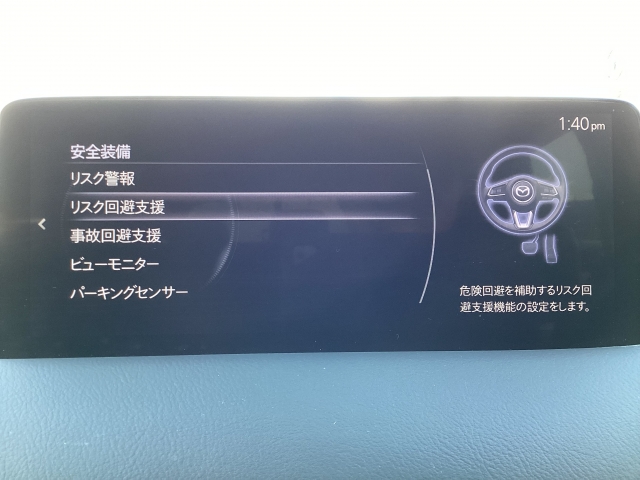 1:40pm
安全装備
リスク警報
リスク回避支援
事故回避支援
ビューモニター
パーキングセンサー
危険回避を補助するリスク回
避支援機能の設定をします。